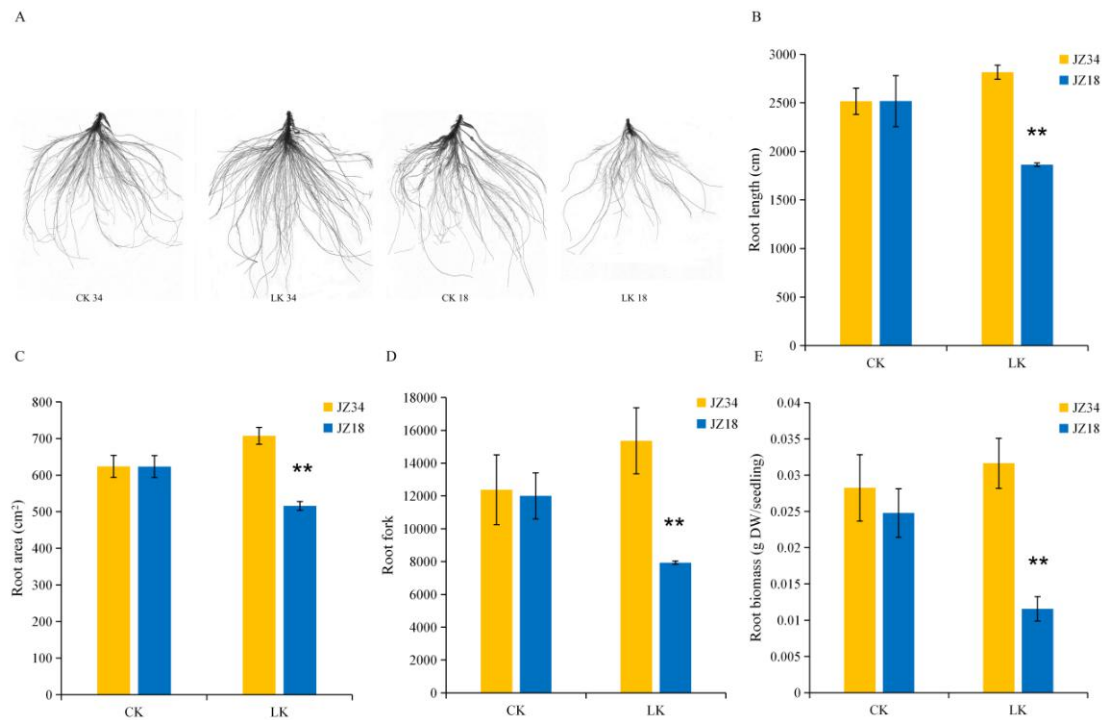 A
CK 34
LK 34
CK 18
LK 18
B
Root length (cm)
3000
2500
2000
1500
1000
500
0
CK
LK
JZ34
JZ18
**
C
Root area (cm²)
800
700
600
500
400
300
200
100
0
CK
LK
JZ34
JZ18
**
D
Root fork
18000
16000
14000
12000
10000
8000
6000
4000
2000
0
CK
LK
JZ34
JZ18
**
E
Root biomass (g DW/seedling)
0.04
0.035
0.03
0.025
0.02
0.015
0.01
0.005
0
CK
LK
JZ34
JZ18
**